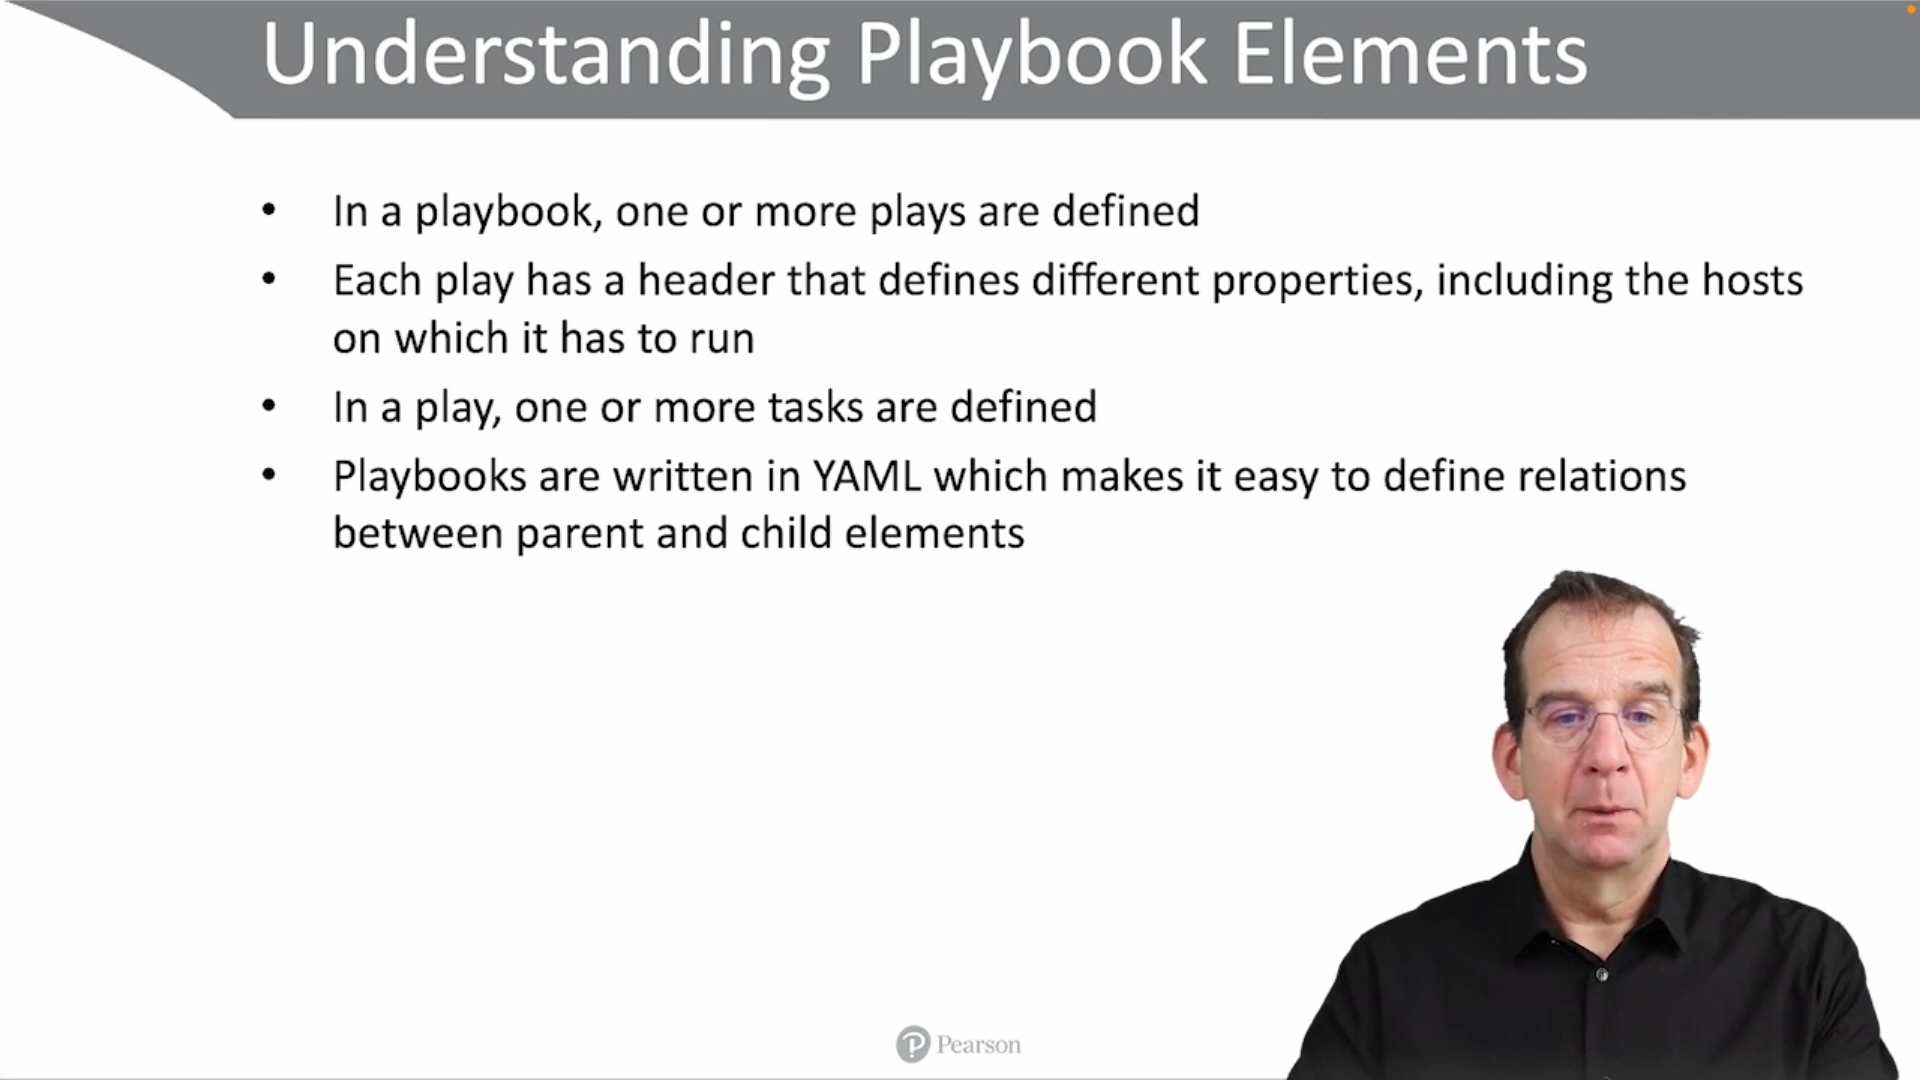 Understanding Playbook Elements
• In a playbook, one or more plays are defined
• Each play has a header that defines different properties, including the hosts
on which it has to run
• In a play, one or more tasks are defined
• Playbooks are written in YAML which makes it easy to define relations
between parent and child elements
Pearson